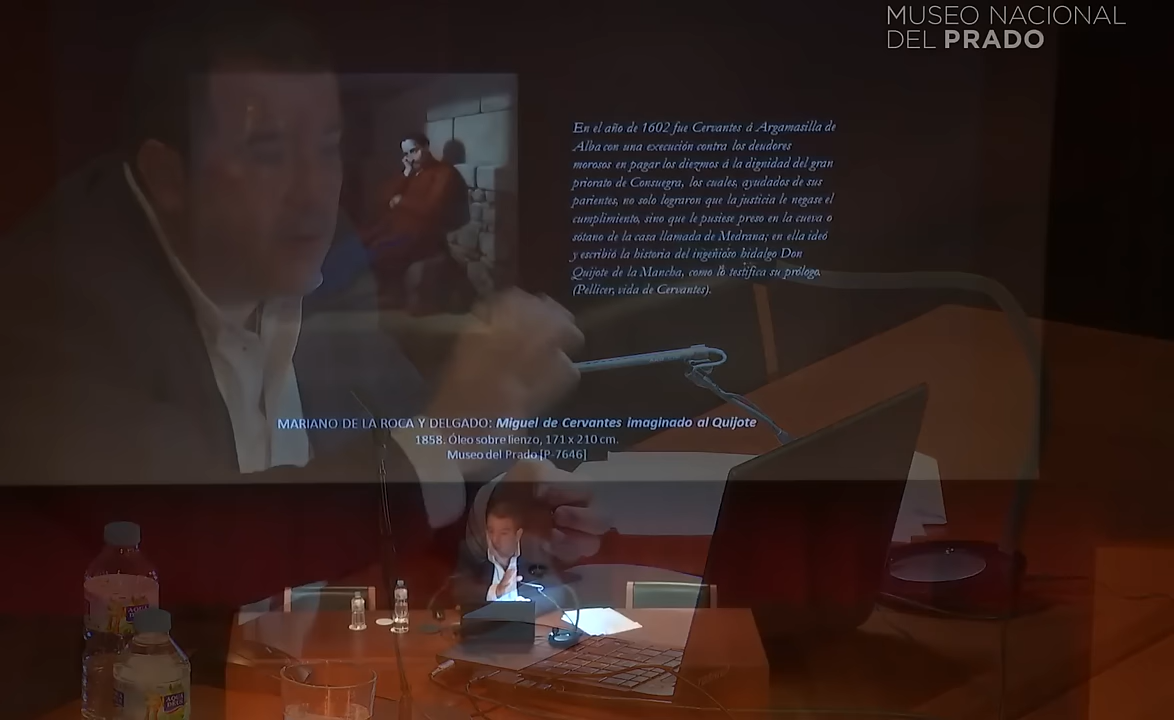 MUSEO NACIONAL
DEL PRADO
En el año de 1602 fue Cervantes á Argamasilla de
Alba con una execución contra los deudores
morosos en pagar los diezmos á la dignidad del gran
priorato de Consuegra, los cuales, ayudados de sus
parientes, no solo lograron que la justicia le negase el
cumplimiento, sino que le pusiese preso en la cueva o
sótano de la casa llamada de Medrana; en ella ideó
y escribió la historia del ingenioso hidalgo Don
Quijote de la Mancha, como lo testifica su prólogo.
(Pellicer, vida de Cervantes).
MARIANO DE LA ROCA Y DELGADO: Miguel de Cervantes imaginado al Quijote
1858. Óleo sobre lienzo, 171 x 210 cm.
Museo del Prado [P-7646]